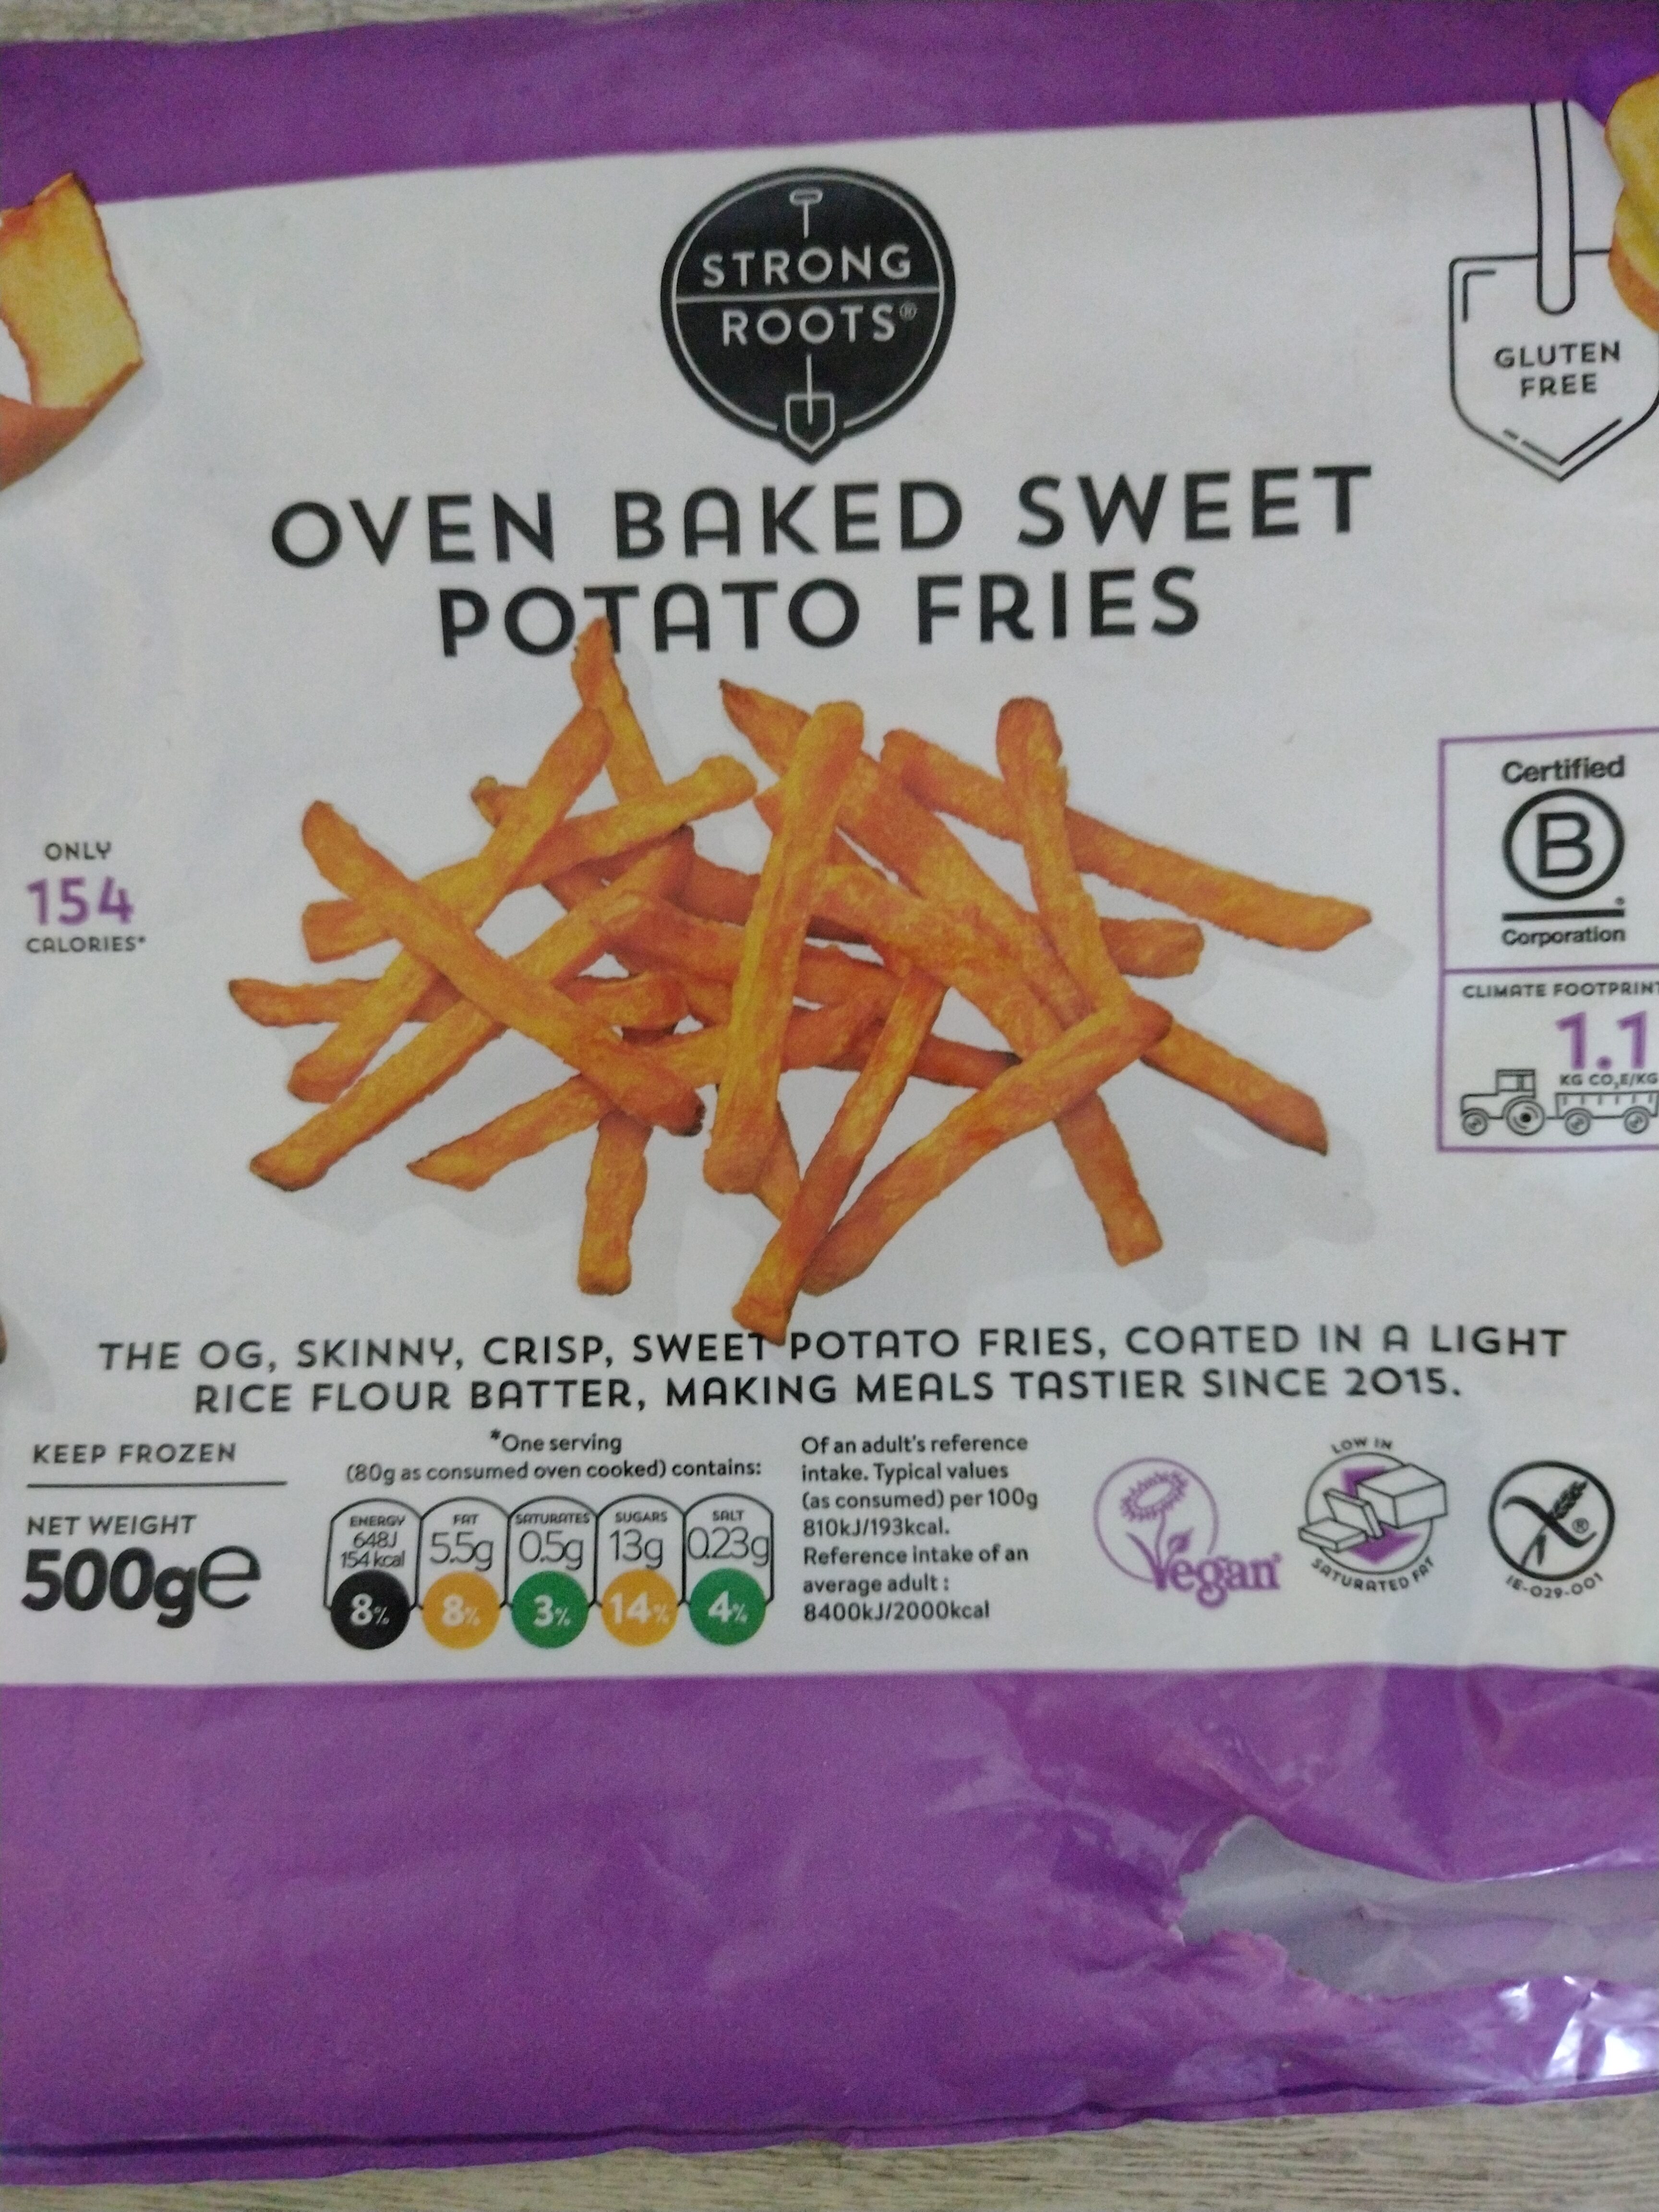 STRONG
ROOTS®
GLUTEN
FREE
OVEN BAKED SWEET
POTATO FRIES
ONLY
154
CALORIES*
Certified
B
Corporation
CLIMATE FOOTPRINT
1.1
KG CO₂E/KG
THE OG, SKINNY, CRISP, SWEET POTATO FRIES, COATED IN A LIGHT
RICE FLOUR BATTER, MAKING MEALS TASTIER SINCE 2015.
KEEP FROZEN
NET WEIGHT
500g℮
*One serving
(80g as consumed oven cooked) contains:
ENERGY
648J
154 kcal
8%
FAT
5.5g
8%
SATURATES
0.5g
3%
SUGARS
13g
14%
SALT
0.23g
4%
Of an adult's reference
intake. Typical values
(as consumed) per 100g
810kJ/193kcal.
Reference intake of an
average adult :
8400kJ/2000kcal
Vegan
LOW IN
SATURATED FAT
®
IE-029-001